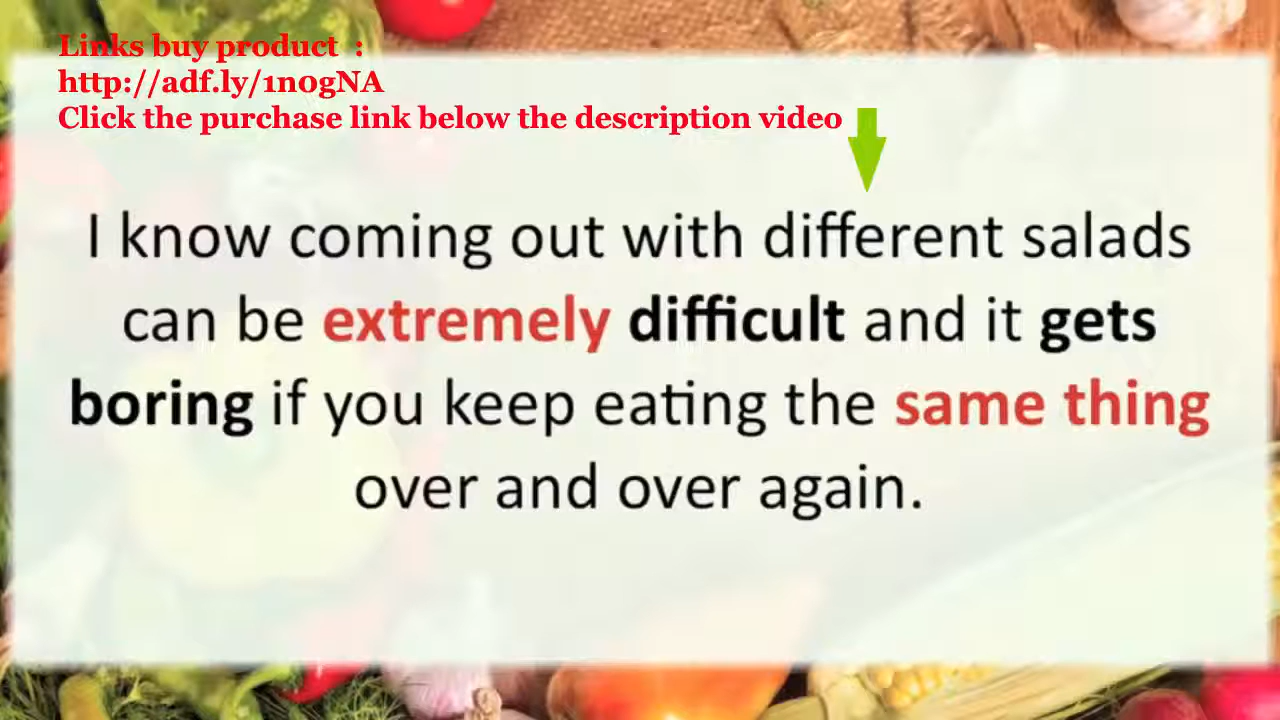 Links buy product :
http://adf.ly/1n0gNA
Click the purchase link below the description video
I know coming out with different salads
can be extremely difficult and it gets
boring if you keep eating the same thing
over and over again.